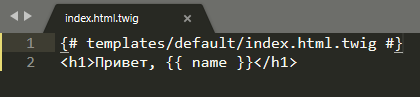 index.html.twig
1 {# templates/default/index.html.twig #}
2 <h1>Привет, {{ name }}</h1>